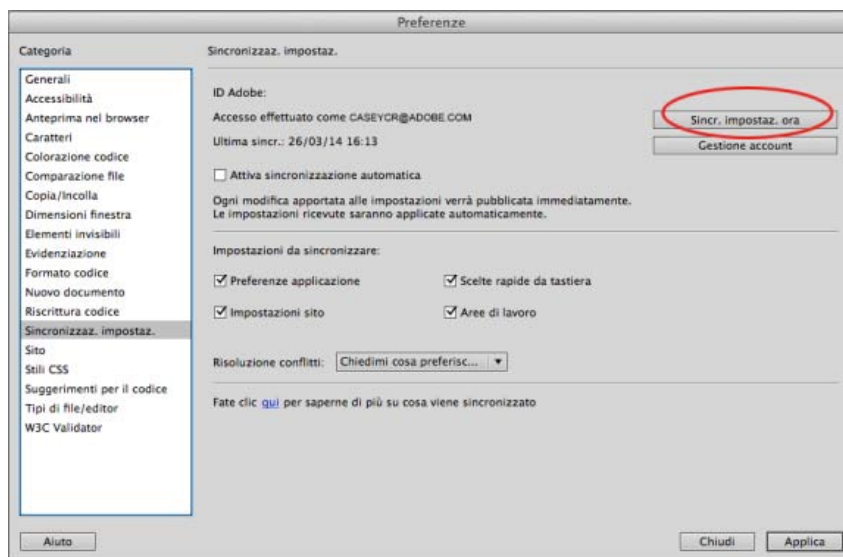 Preferenze
Categoria
Generali
Accessibilità
Anteprima nel browser
Caratteri
Colorazione codice
Comparazione file
Copia/Incolla
Dimensioni finestra
Elementi invisibili
Evidenziazione
Formato codice
Nuovo documento
Riscrittura codice
Sincronizzaz. impostaz.
Sito
Stili CSS
Suggerimenti per il codice
Tipi di file/editor
W3C Validator
Sincronizzaz. impostaz.
ID Adobe:
Accesso effettuato come CASEYCR@ADOBE.COM
Sincr. impostaz. ora
Ultima sincr.: 26/03/14 16:13
Gestione account
Attiva sincronizzazione automatica
Ogni modifica apportata alle impostazioni verrà pubblicata immediatamente.
Le impostazioni ricevute saranno applicate automaticamente.
Impostazioni da sincronizzare:
Preferenze applicazione
Scelte rapide da tastiera
Impostazioni sito
Aree di lavoro
Risoluzione conflitti: Chiedimi cosa preferisc...
Fate clic qui per saperne di più su cosa viene sincronizzato
Aiuto
Chiudi
Applica